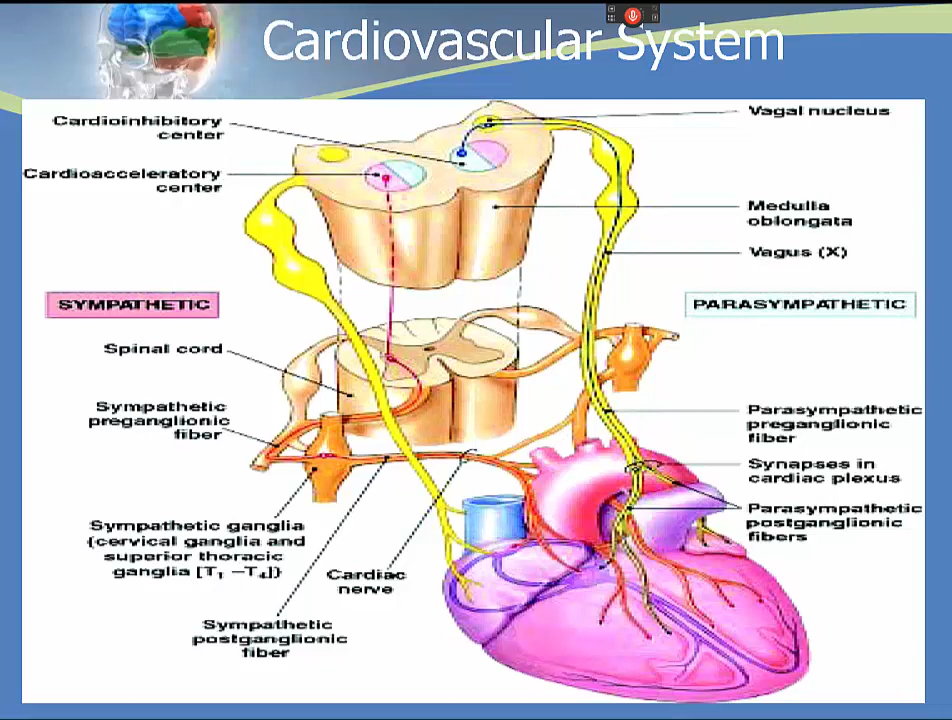 Cardiovascular System
Cardioinhibitory
center
Cardioacceleratory
center
SYMPATHETIC
Spinal cord
Sympathetic
preganglionic
fiber
Sympathetic ganglia
(cervical ganglia and
superior thoracic
ganglia [T1 –T4])
Sympathetic
postganglionic
fiber
Cardiac
nerve
Vagal nucleus
Medulla
oblongata
Vagus (X)
PARASYMPATHETIC
Parasympathetic
preganglionic
fiber
Synapses in
cardiac plexus
Parasympathetic
postganglionic
fibers